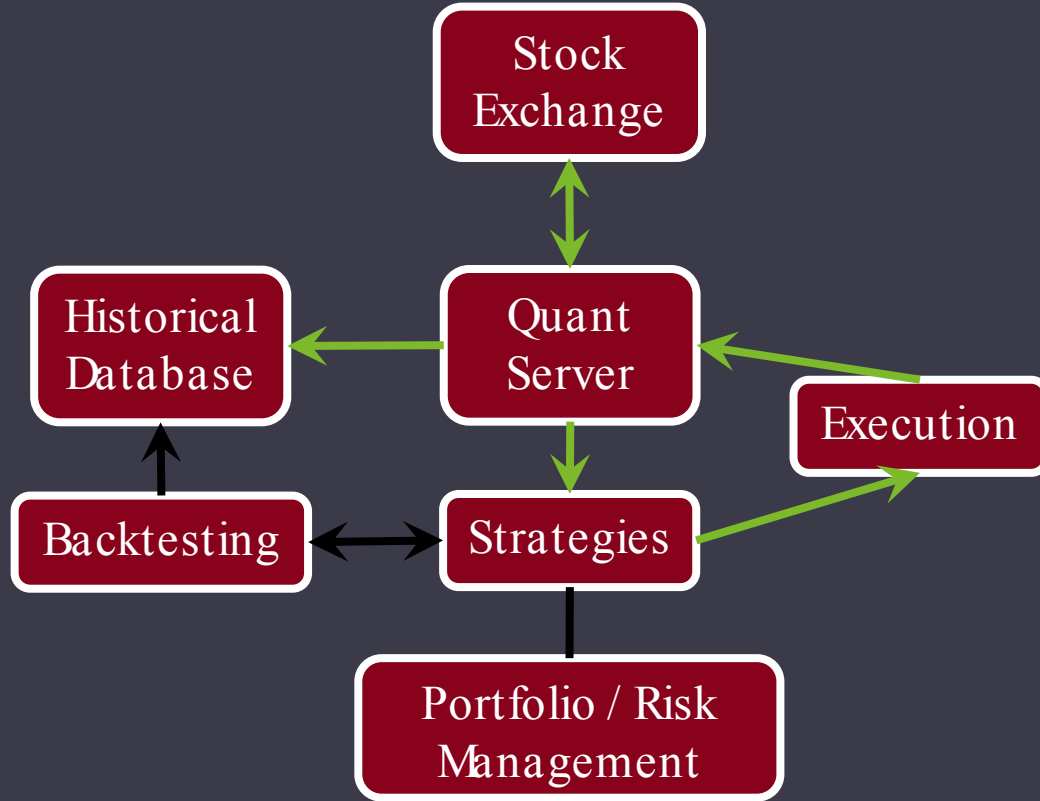 Stock
Exchange
Historical
Database
Quant
Server
Execution
Backtesting
Strategies
Portfolio / Risk
Management